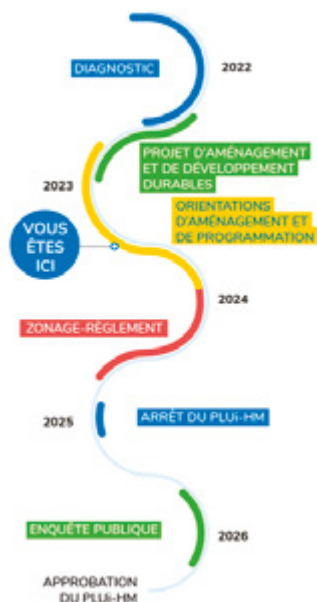 DIAGNOSTIC
2022
PROJET D'AMÉNAGEMENT
ET DE DÉVELOPPEMENT
DURABLES
2023
ORIENTATIONS
D'AMÉNAGEMENT ET
DE PROGRAMMATION
VOUS
ÊTES
ICI
2024
ZONAGE-RÈGLEMENT
2025
ARRÊT DU PLUi-HM
ENQUÊTE PUBLIQUE
2026
APPROBATION
DU PLUi-HM